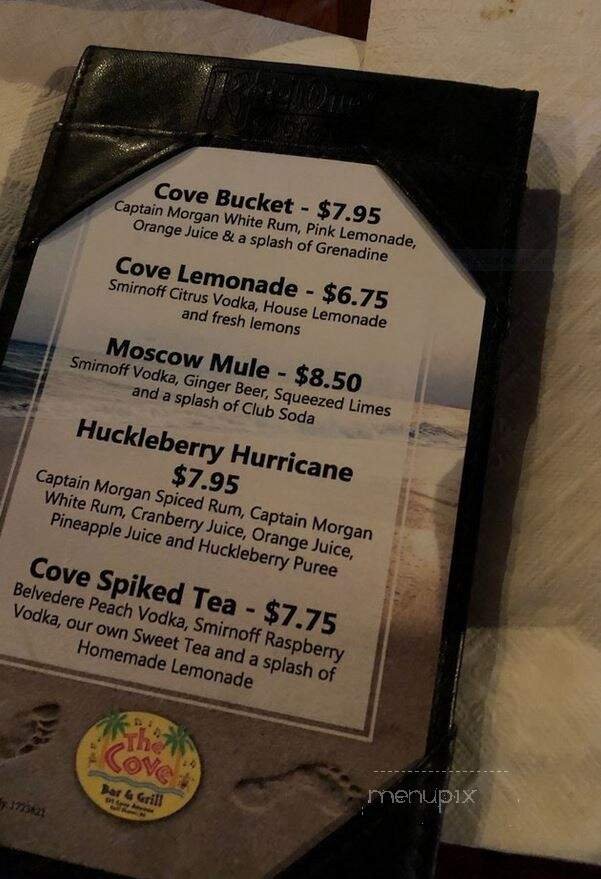 Cove Bucket - $7.95
Captain Morgan White Rum, Pink Lemonade,
Orange Juice & a splash of Grenadine
Cove Lemonade - $6.75
Smirnoff Citrus Vodka, House Lemonade
and fresh lemons
Moscow Mule - $8.50
Smirnoff Vodka, Ginger Beer, Squeezed Limes
and a splash of Club Soda
Huckleberry Hurricane
$7.95
Captain Morgan Spiced Rum, Captain Morgan
White Rum, Cranberry Juice, Orange Juice,
Pineapple Juice and Huckleberry Puree
Cove Spiked Tea - $7.75
Belvedere Peach Vodka, Smirnoff Raspberry
Vodka, our own Sweet Tea and a splash of
Homemade Lemonade
The
Cove
Bar & Grill
menupix